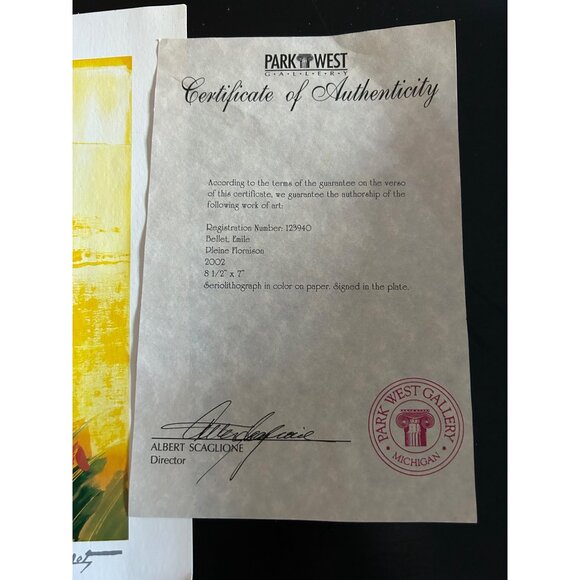 PARK WEST
G·A·L·L·E·R·Y
Certificate of Authenticity
According to the terms of the guarantee on the verso
of this certificate, we guarantee the authorship of the
following work of art:
Registration Number: 123940
Bellet, Emile
Pleine Floraison
2002
8 1/2" x 7"
Seriolithograph in color on paper. Signed in the plate.
ALBERT SCAGLIONE
Director
PARK WEST GALLERY
• MICHIGAN •